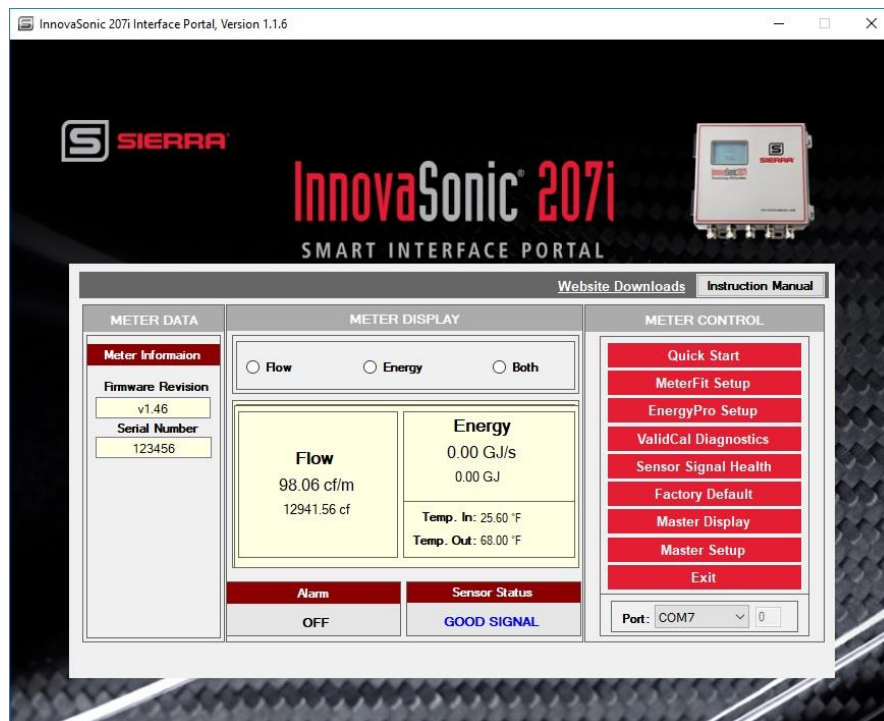 InnovaSonic 207i Interface Portal, Version 1.1.6
SIERRA
InnovaSonic® 207i
SMART INTERFACE PORTAL
SIERRA
Website Downloads
Instruction Manual
METER DATA
Meter Informaion
Firmware Revision
v1.46
Serial Number
123456
METER DISPLAY
Flow
Energy
Both
Flow
98.06 cf/m
12941.56 cf
Energy
0.00 GJ/s
0.00 GJ
Temp. In: 25.60 °F
Temp. Out: 68.00 °F
Alarm
OFF
Sensor Status
GOOD SIGNAL
METER CONTROL
Quick Start
MeterFit Setup
EnergyPro Setup
ValidCal Diagnostics
Sensor Signal Health
Factory Default
Master Display
Master Setup
Exit
Port: COM7
0